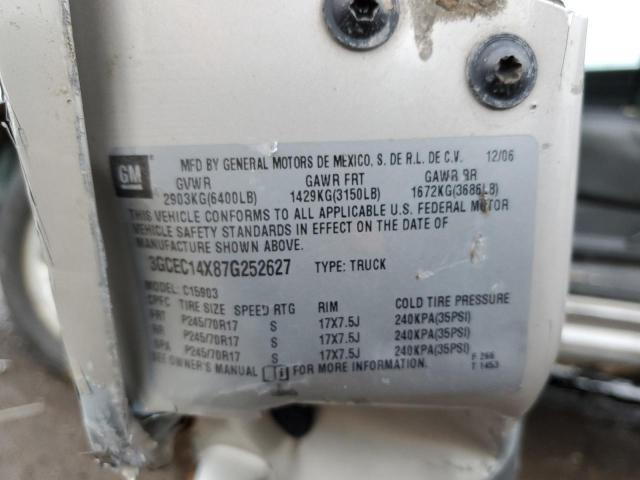 GM
MFD BY GENERAL MOTORS DE MEXICO, S. DE R.L. DE C.V. 12/06
GVWR GAWR FRT GAWR RR
2903KG(6400LB) 1429KG(3150LB) 1672KG(3686LB)
THIS VEHICLE CONFORMS TO ALL APPLICABLE U.S. FEDERAL MOTOR
VEHICLE SAFETY STANDARDS IN EFFECT ON THE DATE OF
MANUFACTURE SHOWN ABOVE.
3GCEC14X87G252627 TYPE: TRUCK
MODEL: C15903
CPFC TIRE SIZE SPEED RTG RIM COLD TIRE PRESSURE
FRT P245/70R17 S 17X7.5J 240KPA(35PSI)
RR P245/70R17 S 17X7.5J 240KPA(35PSI)
SPA P245/70R17 S 17X7.5J 240KPA(35PSI)
SEE OWNER'S MANUAL FOR MORE INFORMATION.
F 266
T 1453